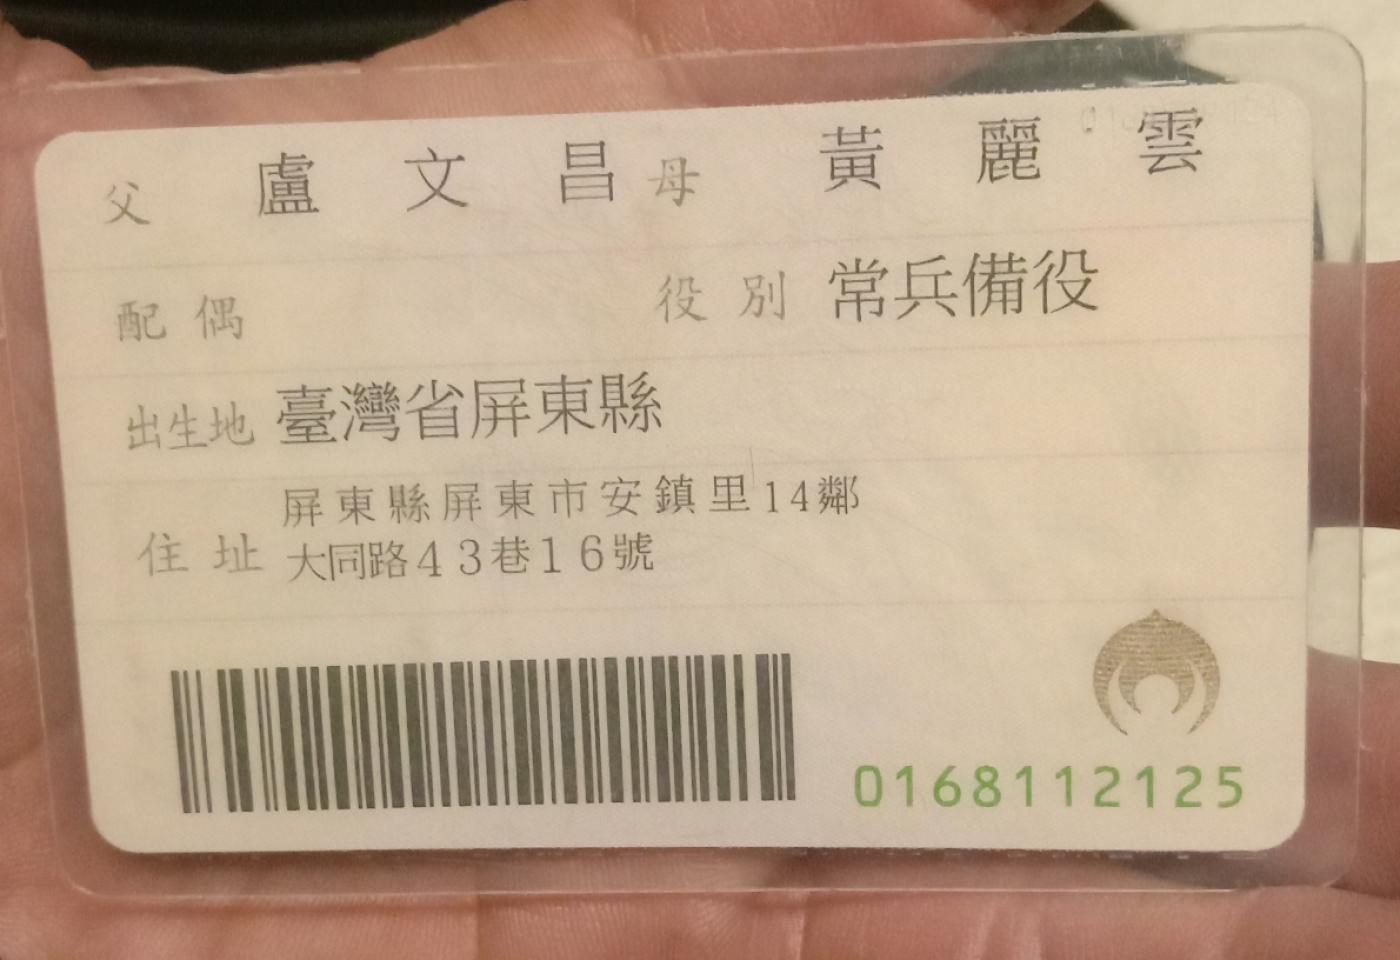 父 盧文昌 母 黃麗雲
配偶 役別 常兵備役
出生地 臺灣省屏東縣
住址 屏東縣屏東市安鎮里14鄰
大同路43巷16號
0168112125